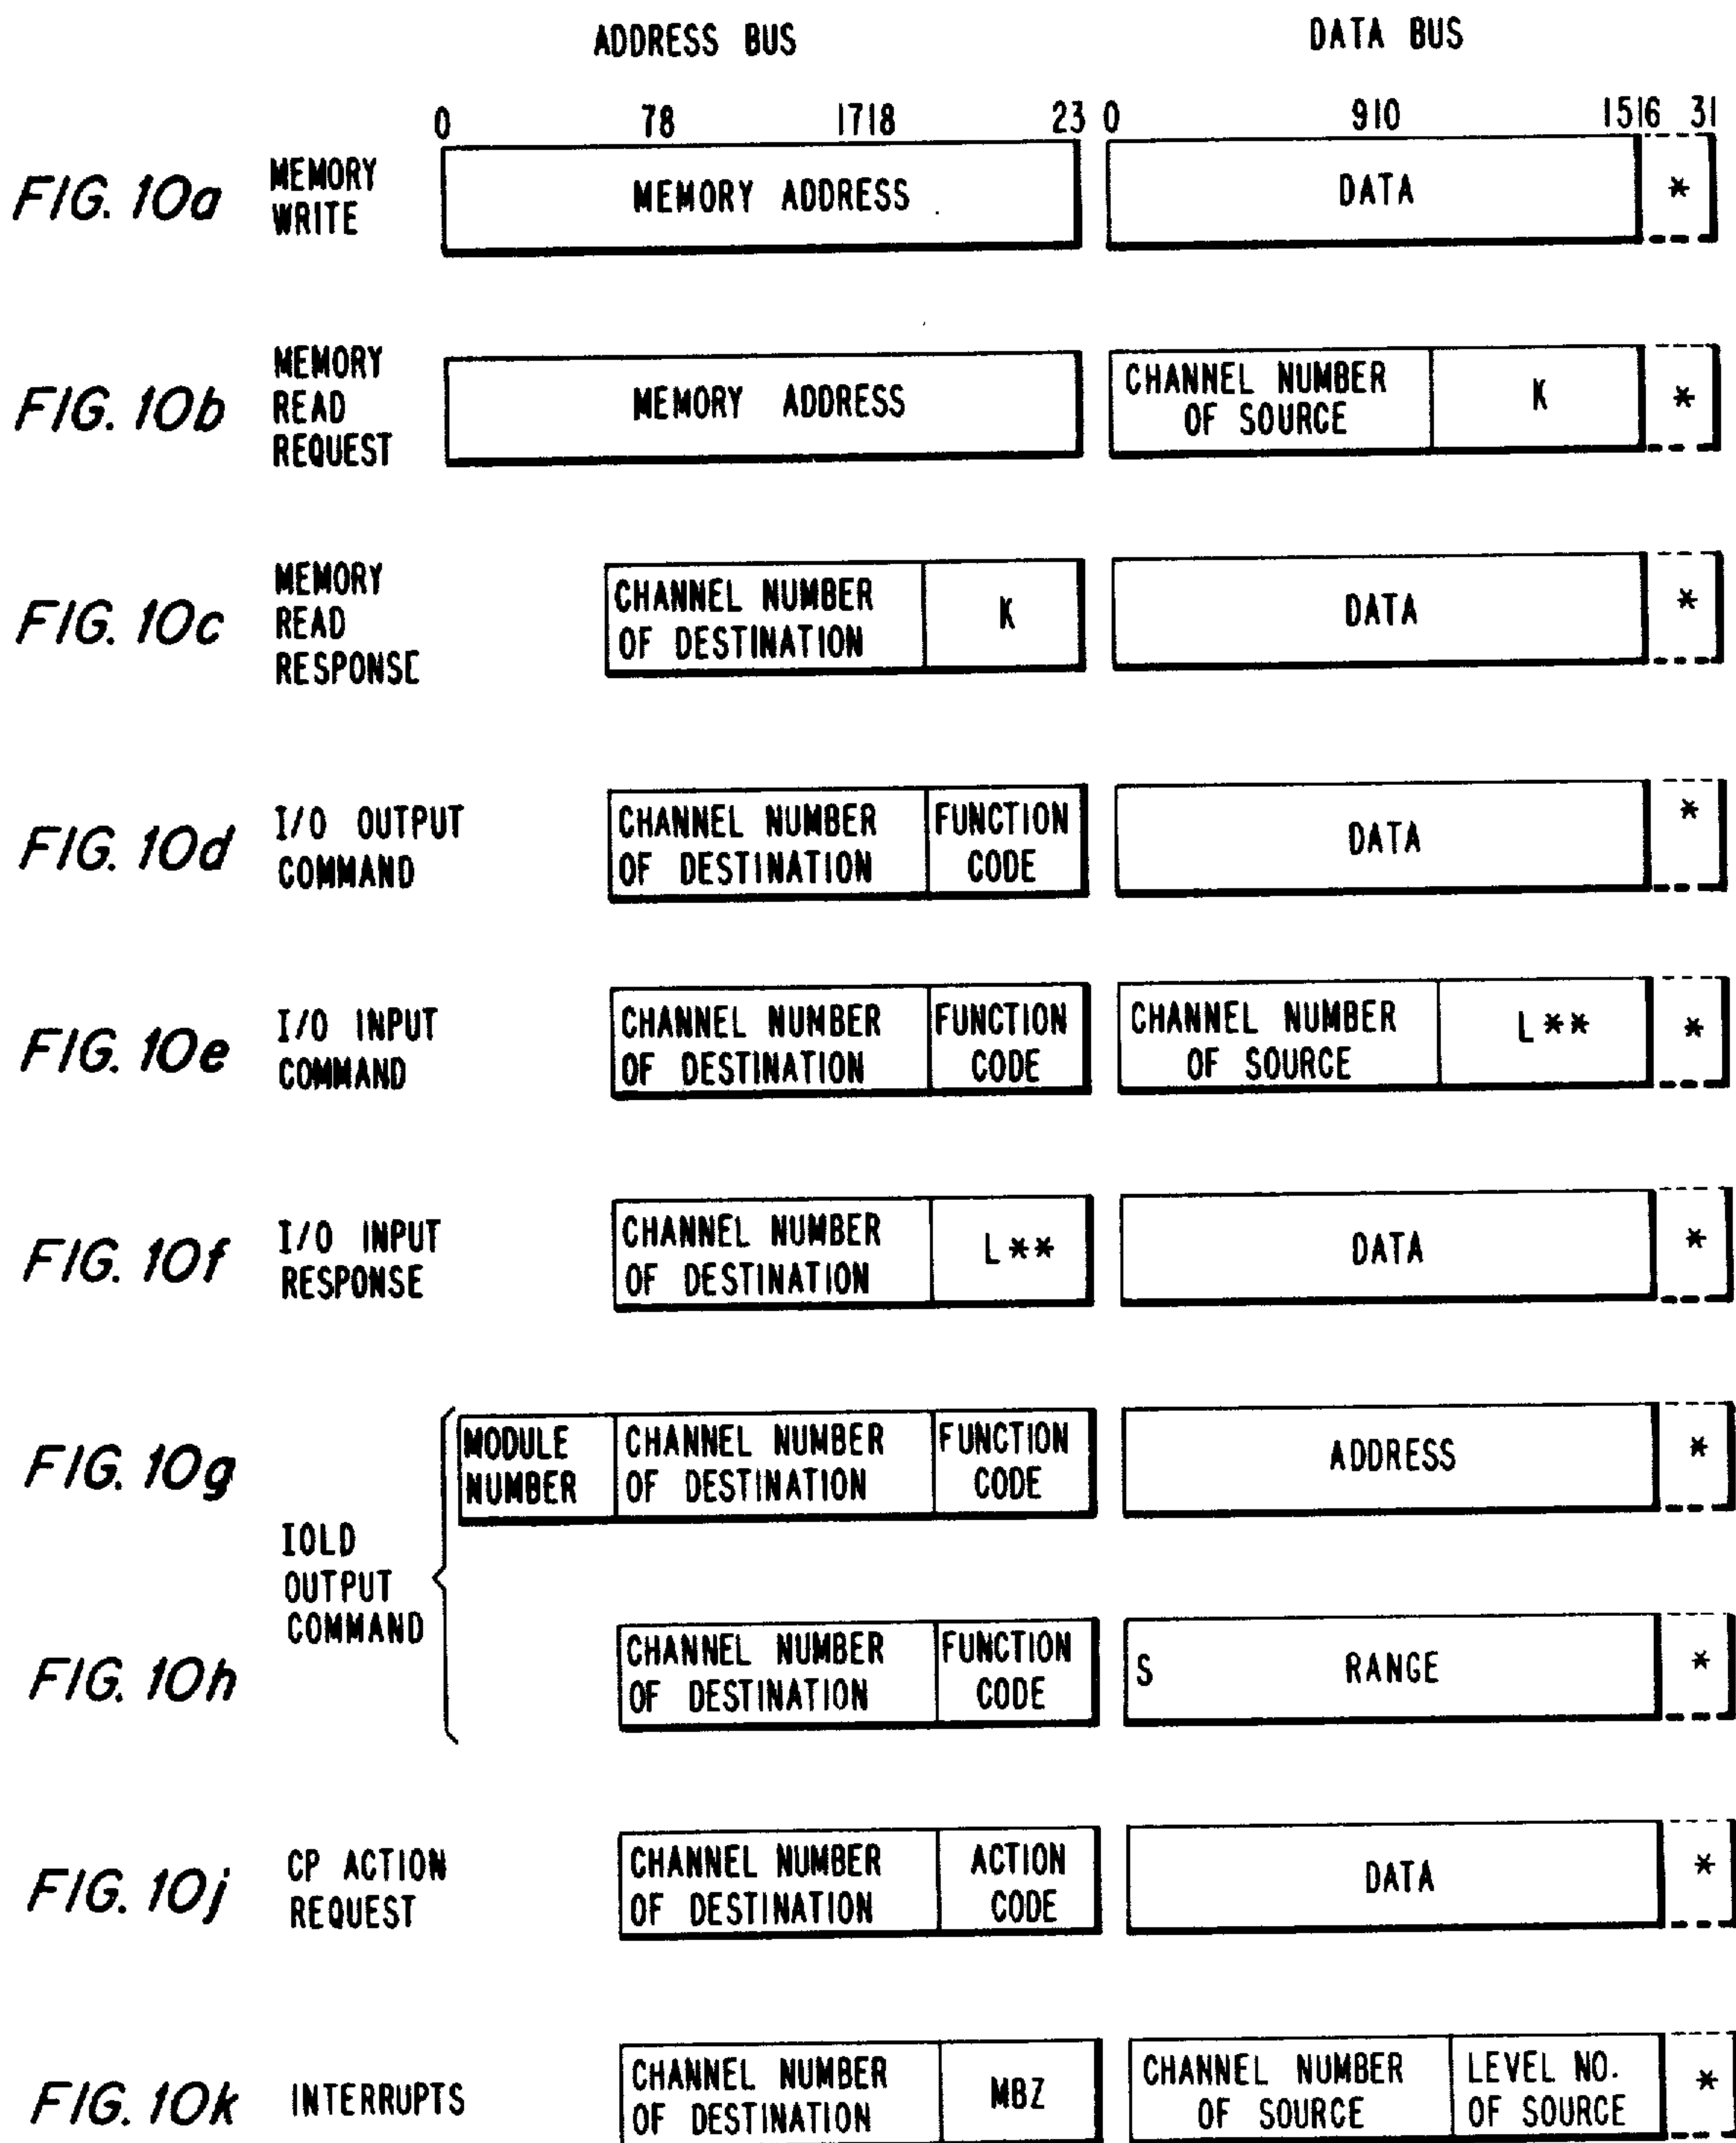 ADDRESS BUS DATA BUS
0 78 1718 23 0 910 1516 31
FIG. 10a MEMORY WRITE MEMORY ADDRESS DATA *
FIG. 10b MEMORY READ REQUEST MEMORY ADDRESS CHANNEL NUMBER OF SOURCE K *
FIG. 10c MEMORY READ RESPONSE CHANNEL NUMBER OF DESTINATION K DATA *
FIG. 10d I/O OUTPUT COMMAND CHANNEL NUMBER OF DESTINATION FUNCTION CODE DATA *
FIG. 10e I/O INPUT COMMAND CHANNEL NUMBER OF DESTINATION FUNCTION CODE CHANNEL NUMBER OF SOURCE L** *
FIG. 10f I/O INPUT RESPONSE CHANNEL NUMBER OF DESTINATION L** DATA *
FIG. 10g MODULE NUMBER CHANNEL NUMBER OF DESTINATION FUNCTION CODE ADDRESS *
IOLD OUTPUT COMMAND
FIG. 10h CHANNEL NUMBER OF DESTINATION FUNCTION CODE S RANGE *
FIG. 10j CP ACTION REQUEST CHANNEL NUMBER OF DESTINATION ACTION CODE DATA *
FIG. 10k INTERRUPTS CHANNEL NUMBER OF DESTINATION MBZ CHANNEL NUMBER OF SOURCE LEVEL NO. OF SOURCE *